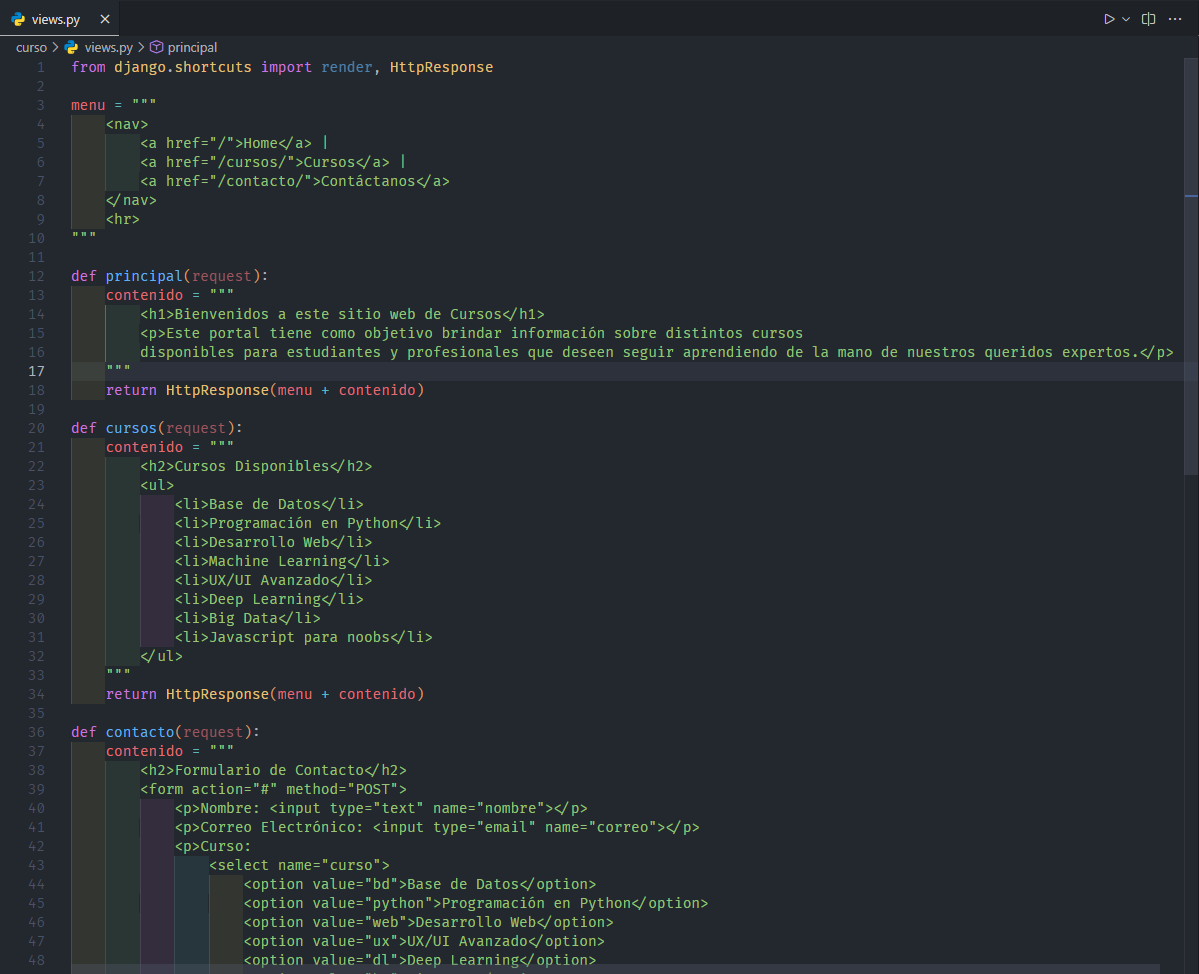 views.py
curso > views.py > principal
1 from django.shortcuts import render, HttpResponse
2
3 menu = """
4     <nav>
5         <a href="/">Home</a> |
6         <a href="/cursos/">Cursos</a> |
7         <a href="/contacto/">Contáctanos</a>
8     </nav>
9     <hr>
10 """
11
12 def principal(request):
13     contenido = """
14         <h1>Bienvenidos a este sitio web de Cursos</h1>
15         <p>Este portal tiene como objetivo brindar información sobre distintos cursos
16         disponibles para estudiantes y profesionales que deseen seguir aprendiendo de la mano de nuestros queridos expertos.</p>
17     """
18     return HttpResponse(menu + contenido)
19
20 def cursos(request):
21     contenido = """
22         <h2>Cursos Disponibles</h2>
23         <ul>
24             <li>Base de Datos</li>
25             <li>Programación en Python</li>
26             <li>Desarrollo Web</li>
27             <li>Machine Learning</li>
28             <li>UX/UI Avanzado</li>
29             <li>Deep Learning</li>
30             <li>Big Data</li>
31             <li>Javascript para noobs</li>
32         </ul>
33     """
34     return HttpResponse(menu + contenido)
35
36 def contacto(request):
37     contenido = """
38         <h2>Formulario de Contacto</h2>
39         <form action="#" method="POST">
40             <p>Nombre: <input type="text" name="nombre"></p>
41             <p>Correo Electrónico: <input type="email" name="correo"></p>
42             <p>Curso:
43                 <select name="curso">
44                     <option value="bd">Base de Datos</option>
45                     <option value="python">Programación en Python</option>
46                     <option value="web">Desarrollo Web</option>
47                     <option value="ux">UX/UI Avanzado</option>
48                     <option value="dl">Deep Learning</option>